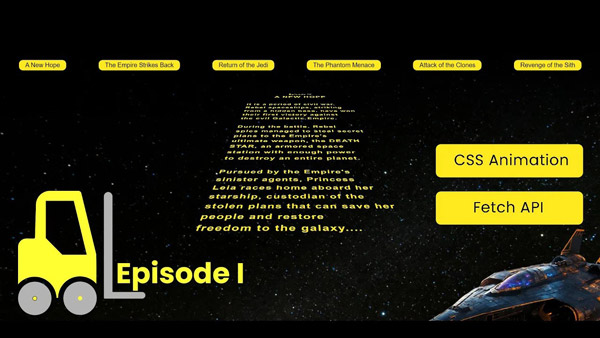 A New Hope
The Empire Strikes Back
Return of the Jedi
The Phantom Menace
Attack of the Clones
Revenge of the Sith
A NEW HOPE
It is a period of civil war.
Rebel spaceships, striking
from a hidden base, have won
their first victory against
the evil Galactic Empire.
During the battle, Rebel
spies managed to steal secret
plans to the Empire's
ultimate weapon, the DEATH
STAR, an armored space
station with enough power
to destroy an entire planet.
Pursued by the Empire's
sinister agents, Princess
Leia races home aboard her
starship, custodian of the
stolen plans that can save her
people and restore
freedom to the galaxy....
CSS Animation
Fetch API
Episode I